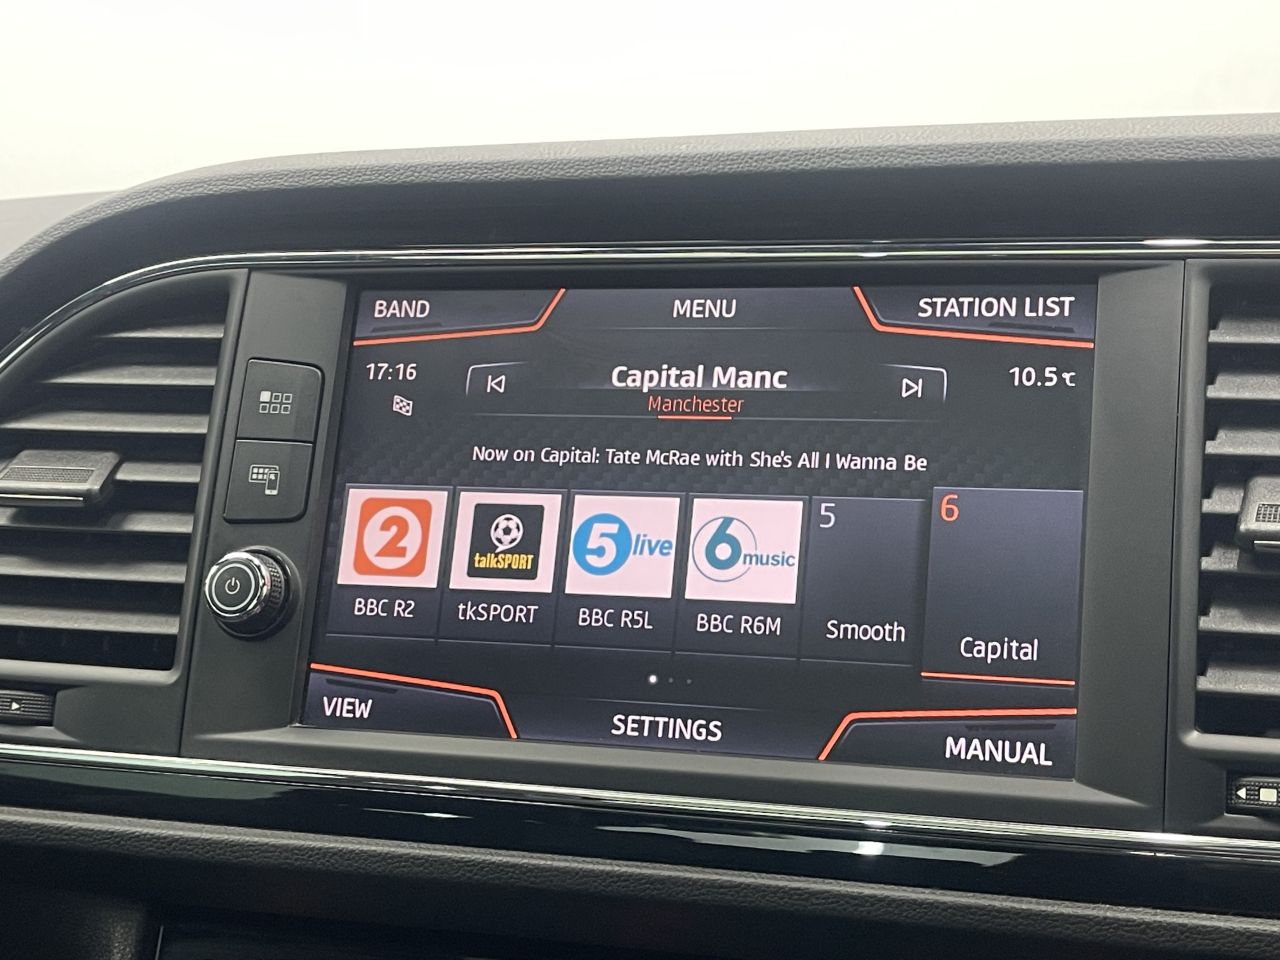 BAND
MENU
STATION LIST
17:16
Capital Manc
10.5℃
Manchester
Now on Capital: Tate McRae with She's All I Wanna Be
2
talkSPORT
5 live
6 music
5
6
BBC R2
tkSPORT
BBC R5L
BBC R6M
Smooth
Capital
VIEW
SETTINGS
MANUAL